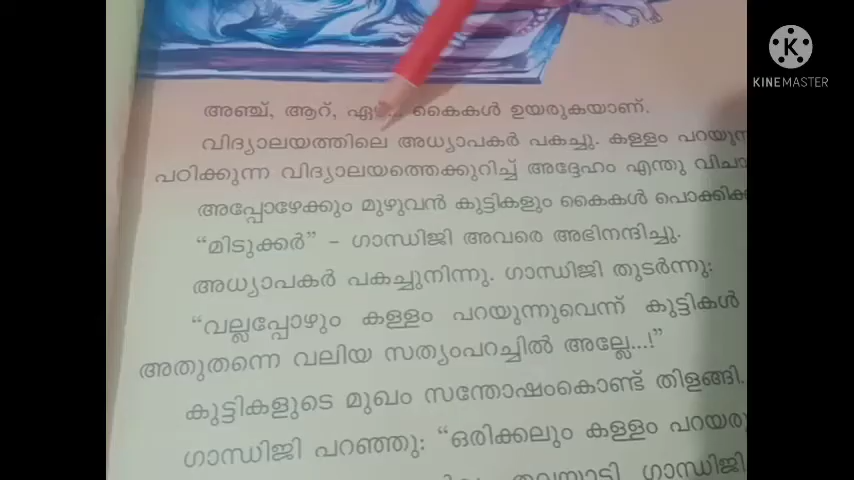 അഞ്ച്, ആറ്, ഏഴ്... കൈകൾ ഉയരുകയാണ്.
വിദ്യാലയത്തിലെ അധ്യാപകർ പകച്ചു. കള്ളം
പഠിക്കുന്ന വിദ്യാലയത്തെക്കുറിച്ച് അദ്ദേഹം എന്തു
അപ്പോഴേക്കും മുഴുവൻ കുട്ടികളും കൈകൾ
“മിടുക്കർ” – ഗാന്ധിജി അവരെ അഭിനന്ദിച്ചു.
അധ്യാപകർ പകച്ചുനിന്നു. ഗാന്ധിജി തുടർന്നു:
“വല്ലപ്പോഴും കള്ളം പറയുന്നുവെന്ന് കുട്ടികൾ
അതുതന്നെ വലിയ സത്യംപറച്ചിൽ അല്ലേ...!”
കുട്ടികളുടെ മുഖം സന്തോഷംകൊണ്ട് തിളങ്ങി.
ഗാന്ധിജി പറഞ്ഞു: “ഒരിക്കലും കള്ളം
ഗാന്ധിജി
K
KINEMASTER